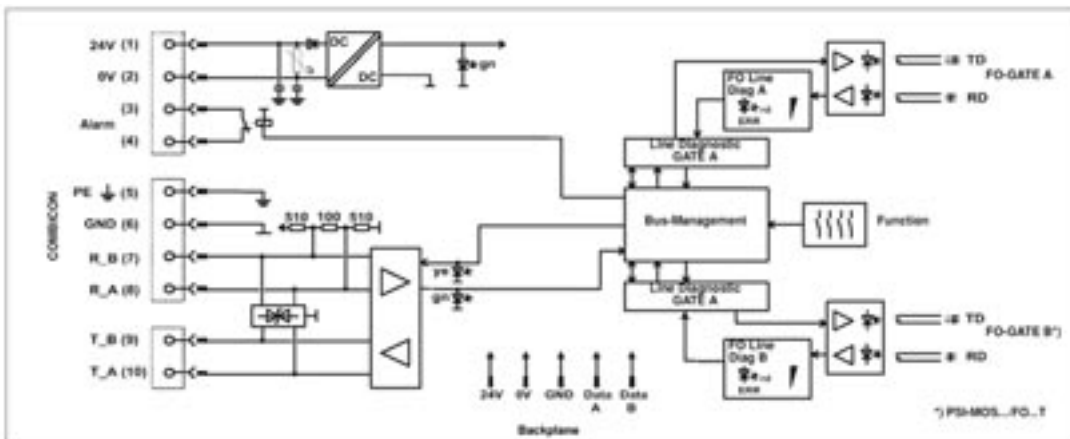 24V (1)
0V (2)
(3)
Alarm
(4)
DC
DC
gn
COMBICON
PE (5)
GND (6)
R_B (7)
R_A (8)
T_B (9)
T_A (10)
510 100 510
ye
gn
FO Line
Diag A
rd
ERR
TD
FO-GATE A
RD
Line Diagnostic
GATE A
Bus-Management
Function
Line Diagnostic
GATE A
FO Line
Diag B
rd
ERR
TD
FO-GATE B*)
RD
24V
0V
GND
Data
A
Data
B
Backplane
*) PSI-MOS.../FO...T